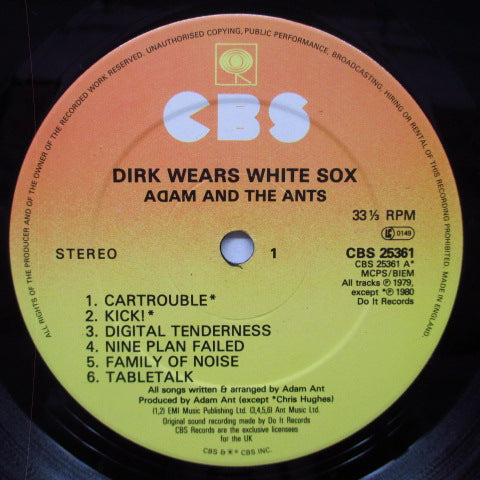 ALL RIGHTS OF THE PRODUCER AND OF THE OWNER OF THE RECORDED WORK RESERVED. UNAUTHORISED COPYING, PUBLIC PERFORMANCE, BROADCASTING, HIRING OR RENTAL OF THIS RECORDING PROHIBITED. MADE IN ENGLAND.
CBS
DIRK WEARS WHITE SOX
ADAM AND THE ANTS
33⅓ RPM
LC 0149
STEREO
1
CBS 25361
CBS 25361 A*
MCPS/BIEM
All tracks ℗ 1979,
except *℗ 1980
Do It Records
1. CARTROUBLE*
2. KICK!*
3. DIGITAL TENDERNESS
4. NINE PLAN FAILED
5. FAMILY OF NOISE
6. TABLETALK
All songs written & arranged by Adam Ant
Produced by Adam Ant (except *Chris Hughes)
(1,2) EMI Music Publishing Ltd. (3,4,5,6) Ant Music Ltd.
Original sound recording made by Do It Records
CBS Records are the exclusive licensees
for the UK
CBS & ® CBS INC.